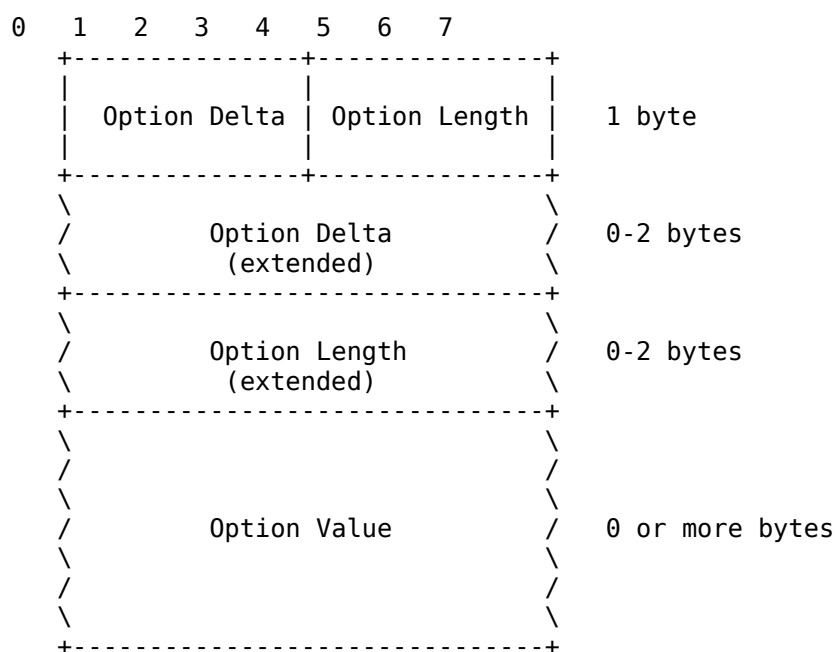 0   1   2   3   4   5   6   7
+---------------+---------------+
|               |               |
|  Option Delta | Option Length |   1 byte
|               |               |
+---------------+---------------+
\                               \
/         Option Delta          /   0-2 bytes
\          (extended)           \
+-------------------------------+
\                               \
/         Option Length         /   0-2 bytes
\          (extended)           \
+-------------------------------+
\                               \
/                               /
\                               \
/         Option Value          /   0 or more bytes
\                               \
/                               /
\                               \
+-------------------------------+